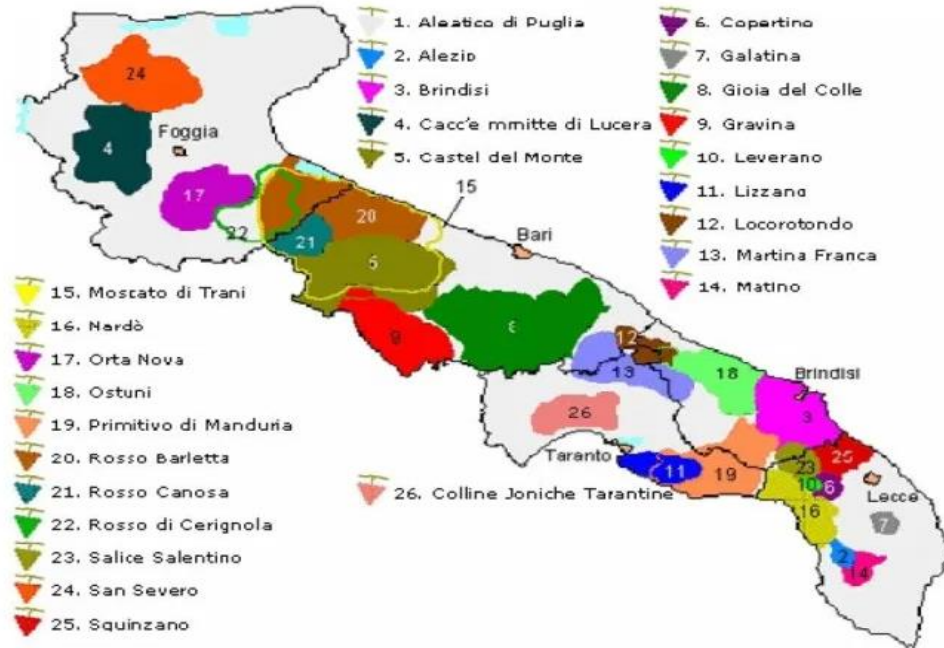 1. Aleatico di Puglia
2. Alezio
3. Brindisi
4. Cacc'e mmitte di Lucera
5. Castel del Monte
6. Copertino
7. Galatina
8. Gioia del Colle
9. Gravina
10. Leverano
11. Lizzano
12. Locorotondo
13. Martina Franca
14. Matino
15. Moscato di Trani
16. Nardò
17. Orta Nova
18. Ostuni
19. Primitivo di Manduria
20. Rosso Barletta
21. Rosso Canosa
22. Rosso di Cerignola
23. Salice Salentino
24. San Severo
25. Squinzano
26. Colline Joniche Tarantine
24
Foggia
4
17
22
15
20
21
Bari
9
8
12
13
18
Brindisi
3
26
Taranto
11
19
23
25
10
6
Lecce
16
7
2
14